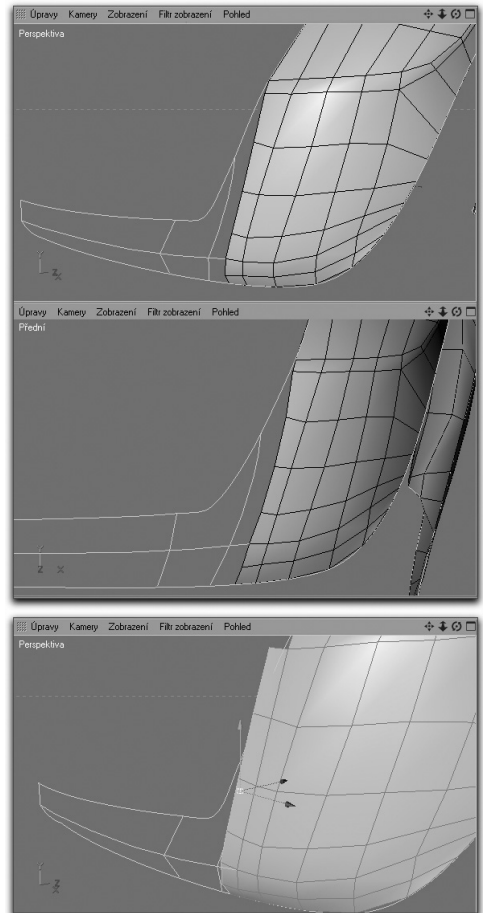 Úpravy Kamery Zobrazení Filtr zobrazení Pohled
Perspektiva
Y
Z X
Úpravy Kamery Zobrazení Filtr zobrazení Pohled
Přední
Y
Z X
Úpravy Kamery Zobrazení Filtr zobrazení Pohled
Perspektiva
Y
Z